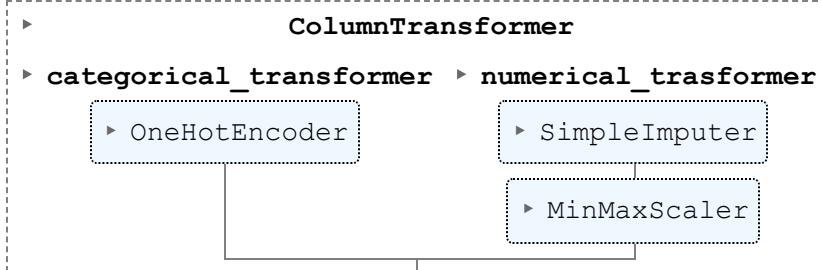 ColumnTransformer
categorical_transformer numerical_trasformer
OneHotEncoder SimpleImputer
MinMaxScaler